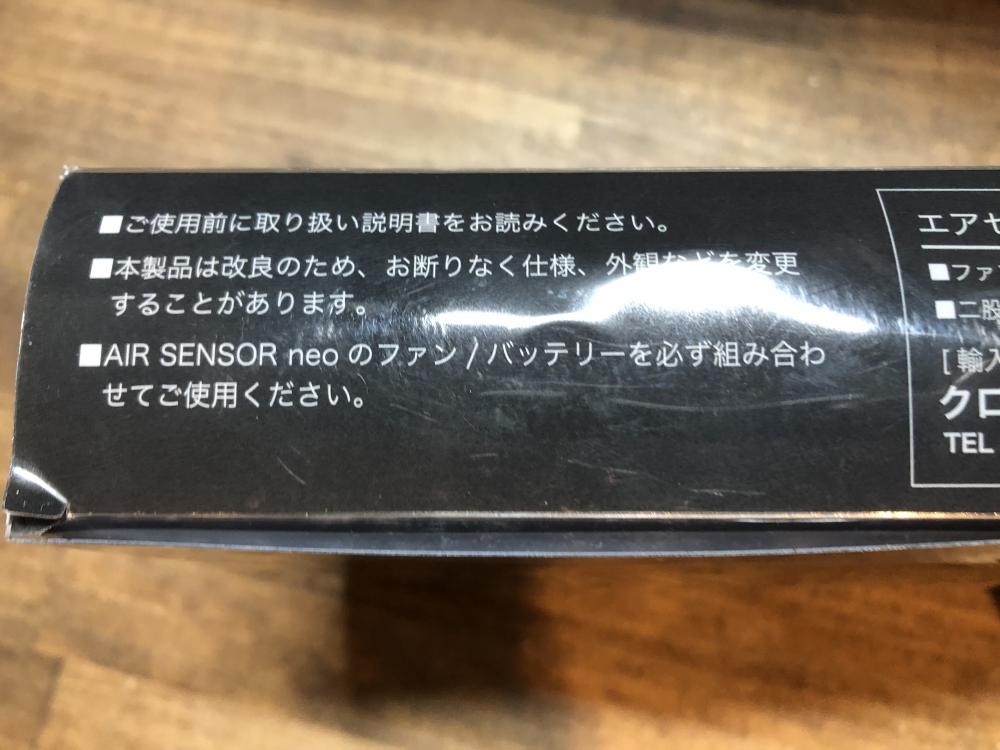 ■ご使用前に取り扱い説明書をお読みください。
■本製品は改良のため、お断りなく仕様、外観などを変更
することがあります。
■AIR SENSOR neo のファン / バッテリーを必ず組み合わ
せてご使用ください。
エアセ
■ファ
■二股
[ 輸入
クロ
TEL